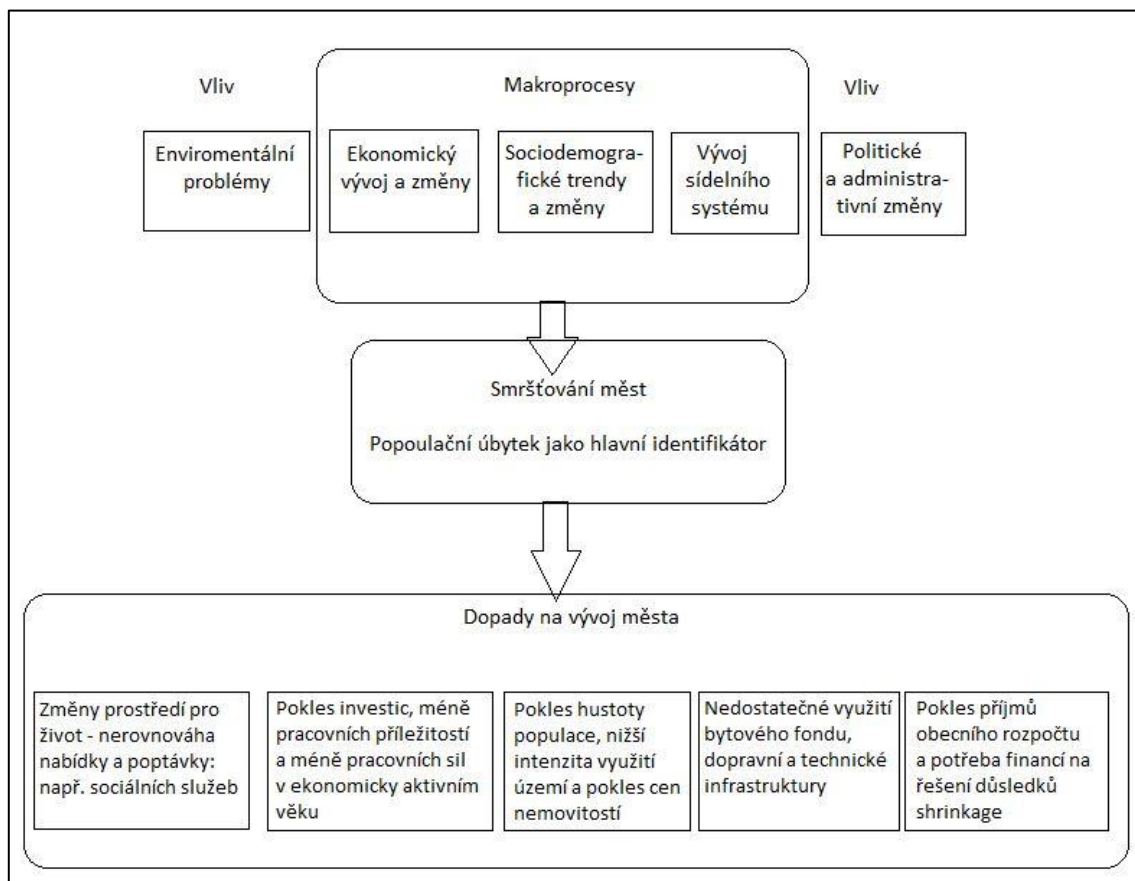 Vliv
Makroprocesy
Vliv
Enviromentální
problémy
Ekonomický
vývoj a změny
Sociodemogra-
fické trendy
a změny
Vývoj
sídelního
systému
Politické
a administra-
tivní změny
Smršťování měst
Popoulační úbytek jako hlavní identifikátor
Dopady na vývoj města
Změny prostředí pro
život - nerovnováha
nabídky a poptávky:
např. sociálních služeb
Pokles investic, méně
pracovních příležitostí
a méně pracovních sil
v ekonomicky aktivním
věku
Pokles hustoty
populace, nižší
intenzita využití
území a pokles cen
nemovitostí
Nedostatečné využití
bytového fondu,
dopravní a technické
infrastruktury
Pokles příjmů
obecního rozpočtu
a potřeba financí na
řešení důsledků
shrinkage